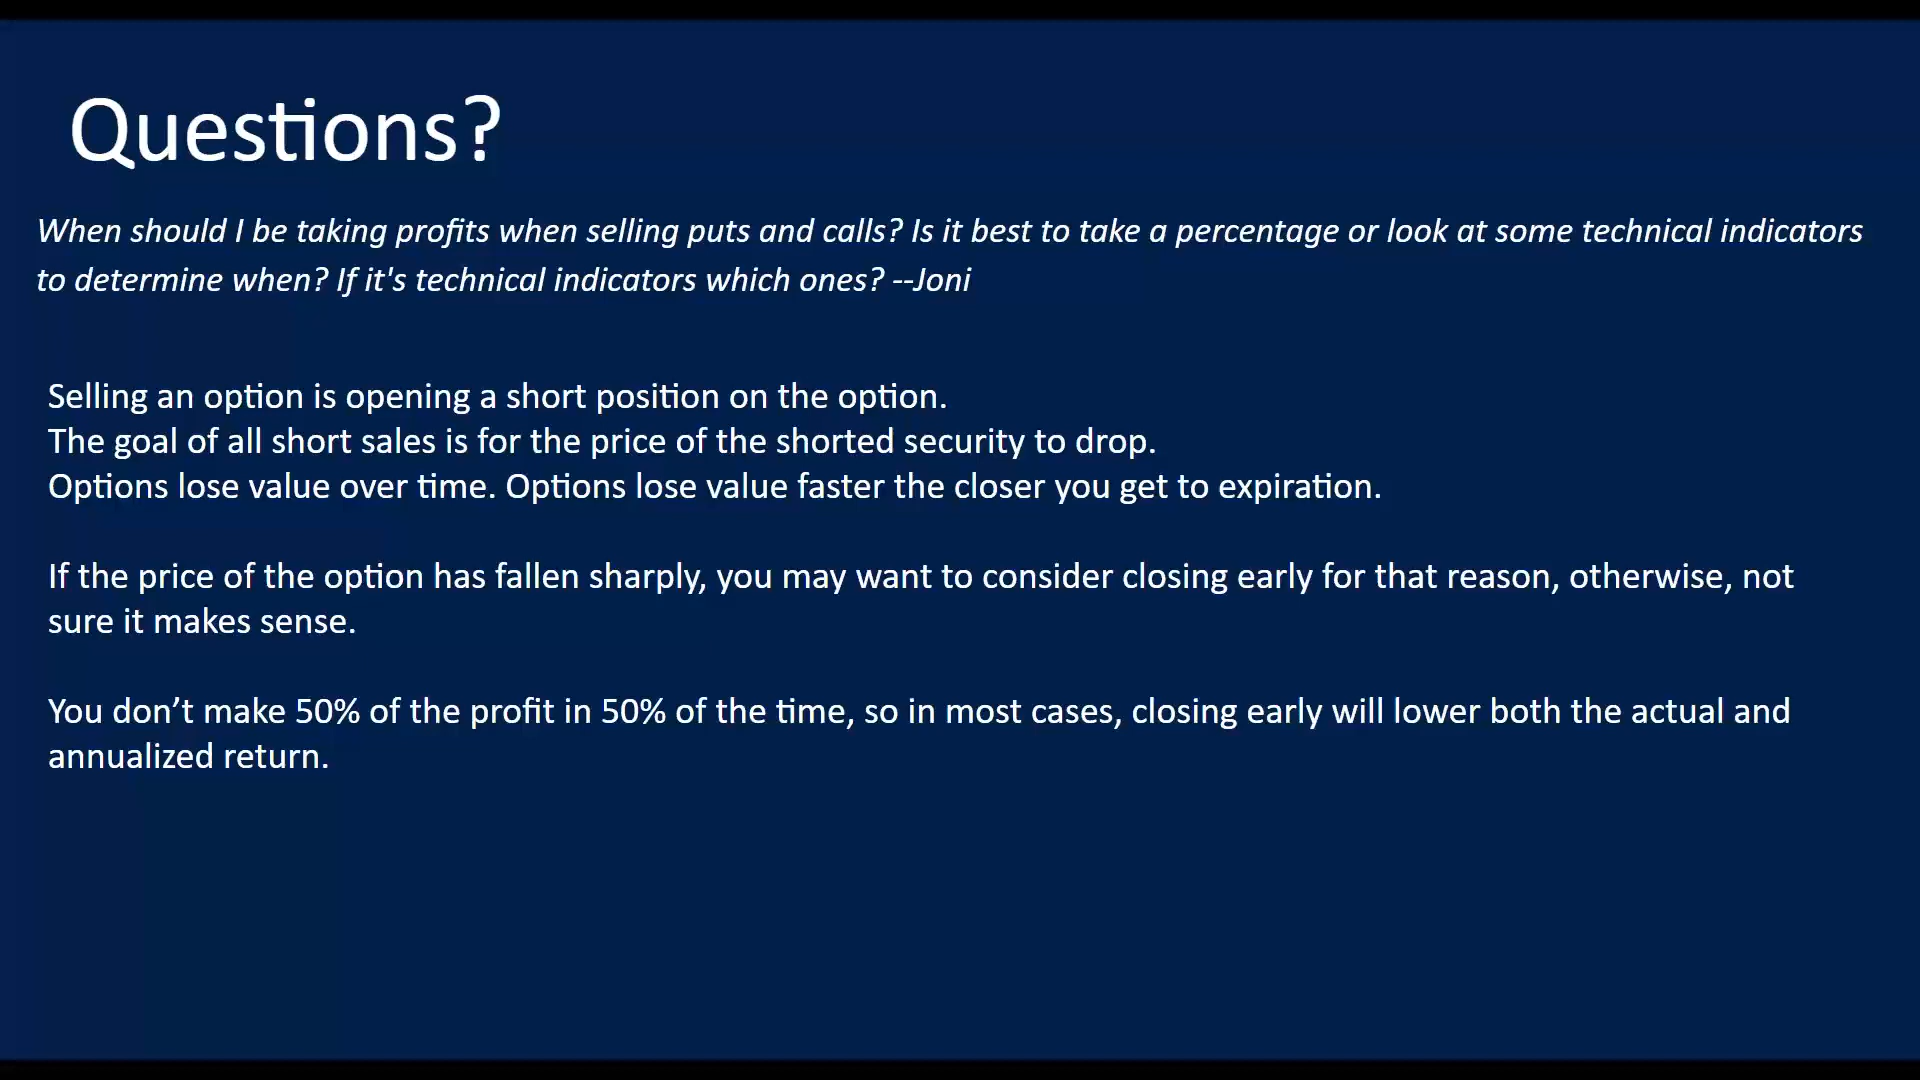 Questions?
When should I be taking profits when selling puts and calls? Is it best to take a percentage or look at some technical indicators
to determine when? If it's technical indicators which ones? --Joni
Selling an option is opening a short position on the option.
The goal of all short sales is for the price of the shorted security to drop.
Options lose value over time. Options lose value faster the closer you get to expiration.
If the price of the option has fallen sharply, you may want to consider closing early for that reason, otherwise, not
sure it makes sense.
You don’t make 50% of the profit in 50% of the time, so in most cases, closing early will lower both the actual and
annualized return.